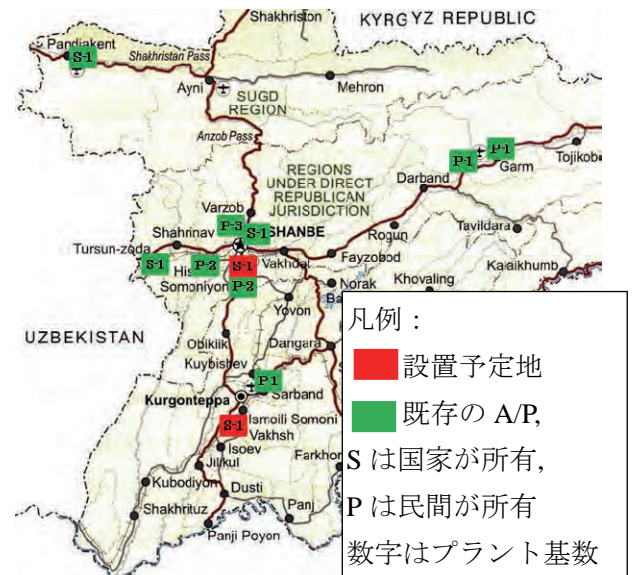 Shakhriston
KYRGYZ REPUBLIC
Pandjakent
S-1
Shakhristan Pass
Ayni
Mehron
SUGD
REGION
Anzob Pass
P-1
P-1
Garm
Tojikob
REGIONS
UNDER DIRECT
REPUBLICAN
JURISDICTION
Darband
Varzob
P-3
S-1
Rogun
Tavildara
Shahrinav
SHANBE
Tursun-zoda
Vakhdat
Fayzobod
Kalaikhumb
S-1
His
P-2
S-1
Somoniyon
P-2
Norak
Khovaling
Ba
Yovon
UZBEKISTAN
Obikiik
Dangara
Kuybishev
P-1
Kurgonteppa
Sarband
S-1
Ismoili Somoni
Vakhsh
Isoev
Jilikul
Farkhor
Kubodiyon
Dusti
Shakhrituz
Panj
Panji Poyon
凡例：
設置予定地
既存の A/P,
S は国家が所有,
P は民間が所有
数字はプラント基数